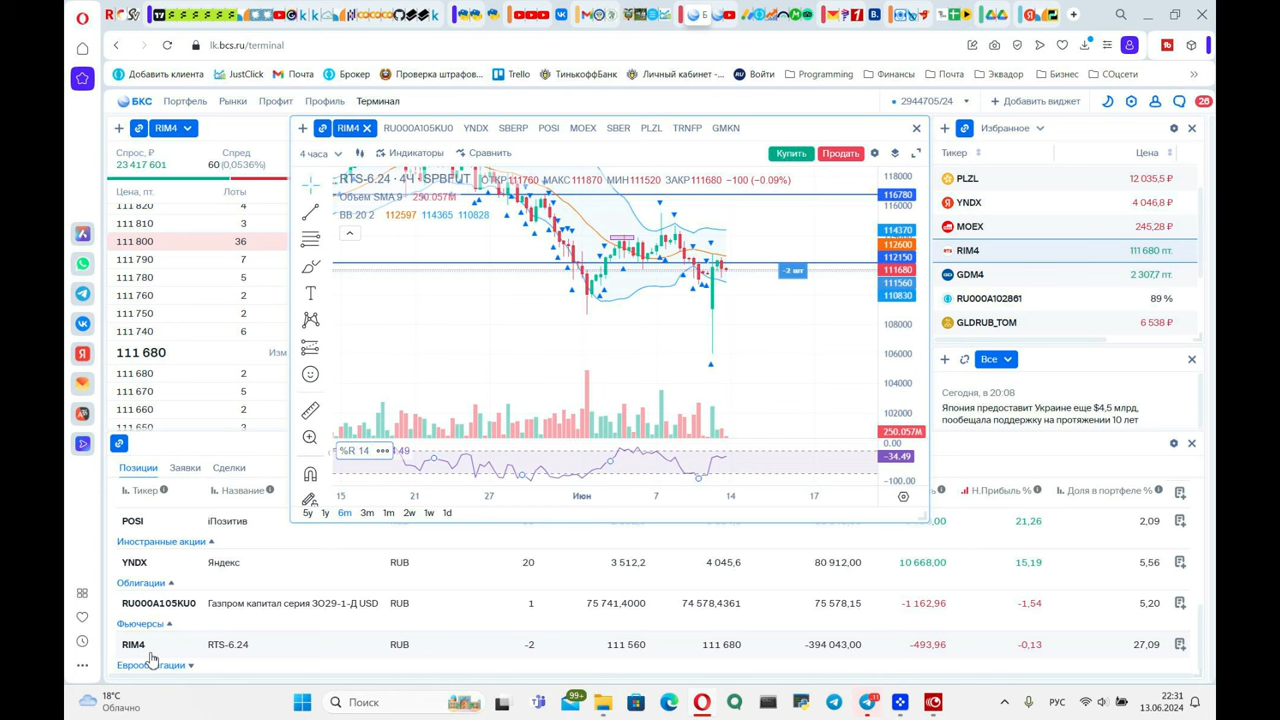 lk.bcs.ru/terminal
Добавить клиента JustClick Почта Брокер Проверка штрафов... Trello ТинькоффБанк Личный кабинет -... Войти Programming Финансы Почта Эквадор Бизнес СОцсети
БКС Портфель Рынки Профит Профиль Терминал 2944705/24 Добавить виджет 26
RIM4
Спрос, ₽ Спред
23 417 601 60 (0,0536%)
Цена, пт. Лоты
111 820 4
111 810 3
111 800 36
111 790 7
111 780 5
111 760 2
111 750 2
111 740 6
111 680 Изм
111 680 2
111 670 5
111 660 2
111 650 3
RIM4 RU000A105KU0 YNDX SBERP POSI MOEX SBER PLZL TRNFP GMKN
4 часа Индикаторы Сравнить Купить Продать
RTS-6.24 · 4Ч · SPBFUT ОТКР111760 МАКС111870 МИН111520 ЗАКР111680 −100 (−0.09%)
Объём SMA 9 250.057M
BB 20 2 112597 114365 110828
118000
116780
116000
114370
112600
112150
111680
111560
110830
108000
106000
104000
102000
250.057M
0.00
−34.49
−100.00
-2 шт
%R 14
15 21 27 Июн 7 14 17
5y 1y 6m 3m 1m 2w 1w 1d
Избранное
Тикер Цена
PLZL 12 035,5 ₽
YNDX 4 046,8 ₽
MOEX 245,28 ₽
RIM4 111 680 пт.
GDM4 2 307,7 пт.
RU000A102861 89 %
GLDRUB_TOM 6 538 ₽
Все
Сегодня, в 20:08
Япония предоставит Украине еще $4,5 млрд,
пообещала поддержку на протяжении 10 лет
Позиции Заявки Сделки
Тикер Название Н.Прибыль % Доля в портфеле %
POSI iПозитив 21,26 2,09
Иностранные акции
YNDX Яндекс RUB 20 3 512,2 4 045,6 80 912,00 10 668,00 15,19 5,56
Облигации
RU000A105KU0 Газпром капитал серия ЗО29-1-Д USD RUB 1 75 741,4000 74 578,4361 75 578,15 -1 162,96 -1,54 5,20
Фьючерсы
RIM4 RTS-6.24 RUB -2 111 560 111 680 -394 043,00 -493,96 -0,13 27,09
Еврооблигации
18°C
Облачно
Поиск
99+
11
РУС
22:31
13.06.2024